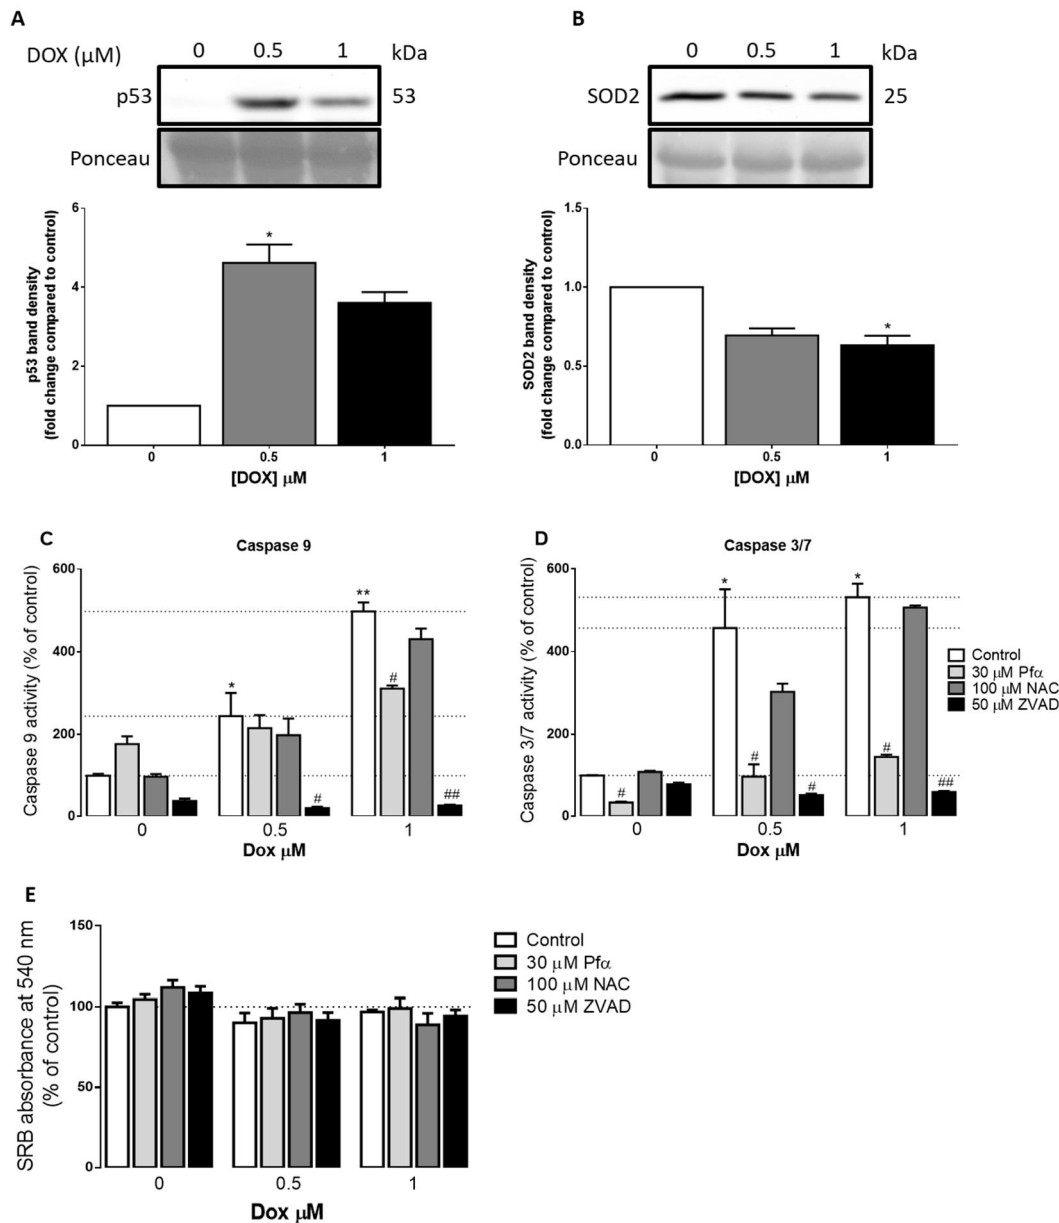 A
DOX (μM) 0 0.5 1 kDa
p53 53
Ponceau
p53 band density
(fold change compared to control)
6
4
2
0
*
0 0.5 1
[DOX] μM
B
0 0.5 1 kDa
SOD2 25
Ponceau
SOD2 band density
(fold change compared to control)
1.5
1.0
0.5
0.0
*
0 0.5 1
[DOX] μM
C
Caspase 9
Caspase 9 activity (% of control)
600
400
200
0
*
#
**
#
##
0 0.5 1
Dox μM
D
Caspase 3/7
Caspase 3/7 activity (% of control)
600
400
200
0
#
*
#
#
*
#
##
0 0.5 1
Dox μM
Control
30 μM Pfα
100 μM NAC
50 μM ZVAD
E
SRB absorbance at 540 nm
(% of control)
150
100
50
0
0 0.5 1
Dox μM
Control
30 μM Pfα
100 μM NAC
50 μM ZVAD